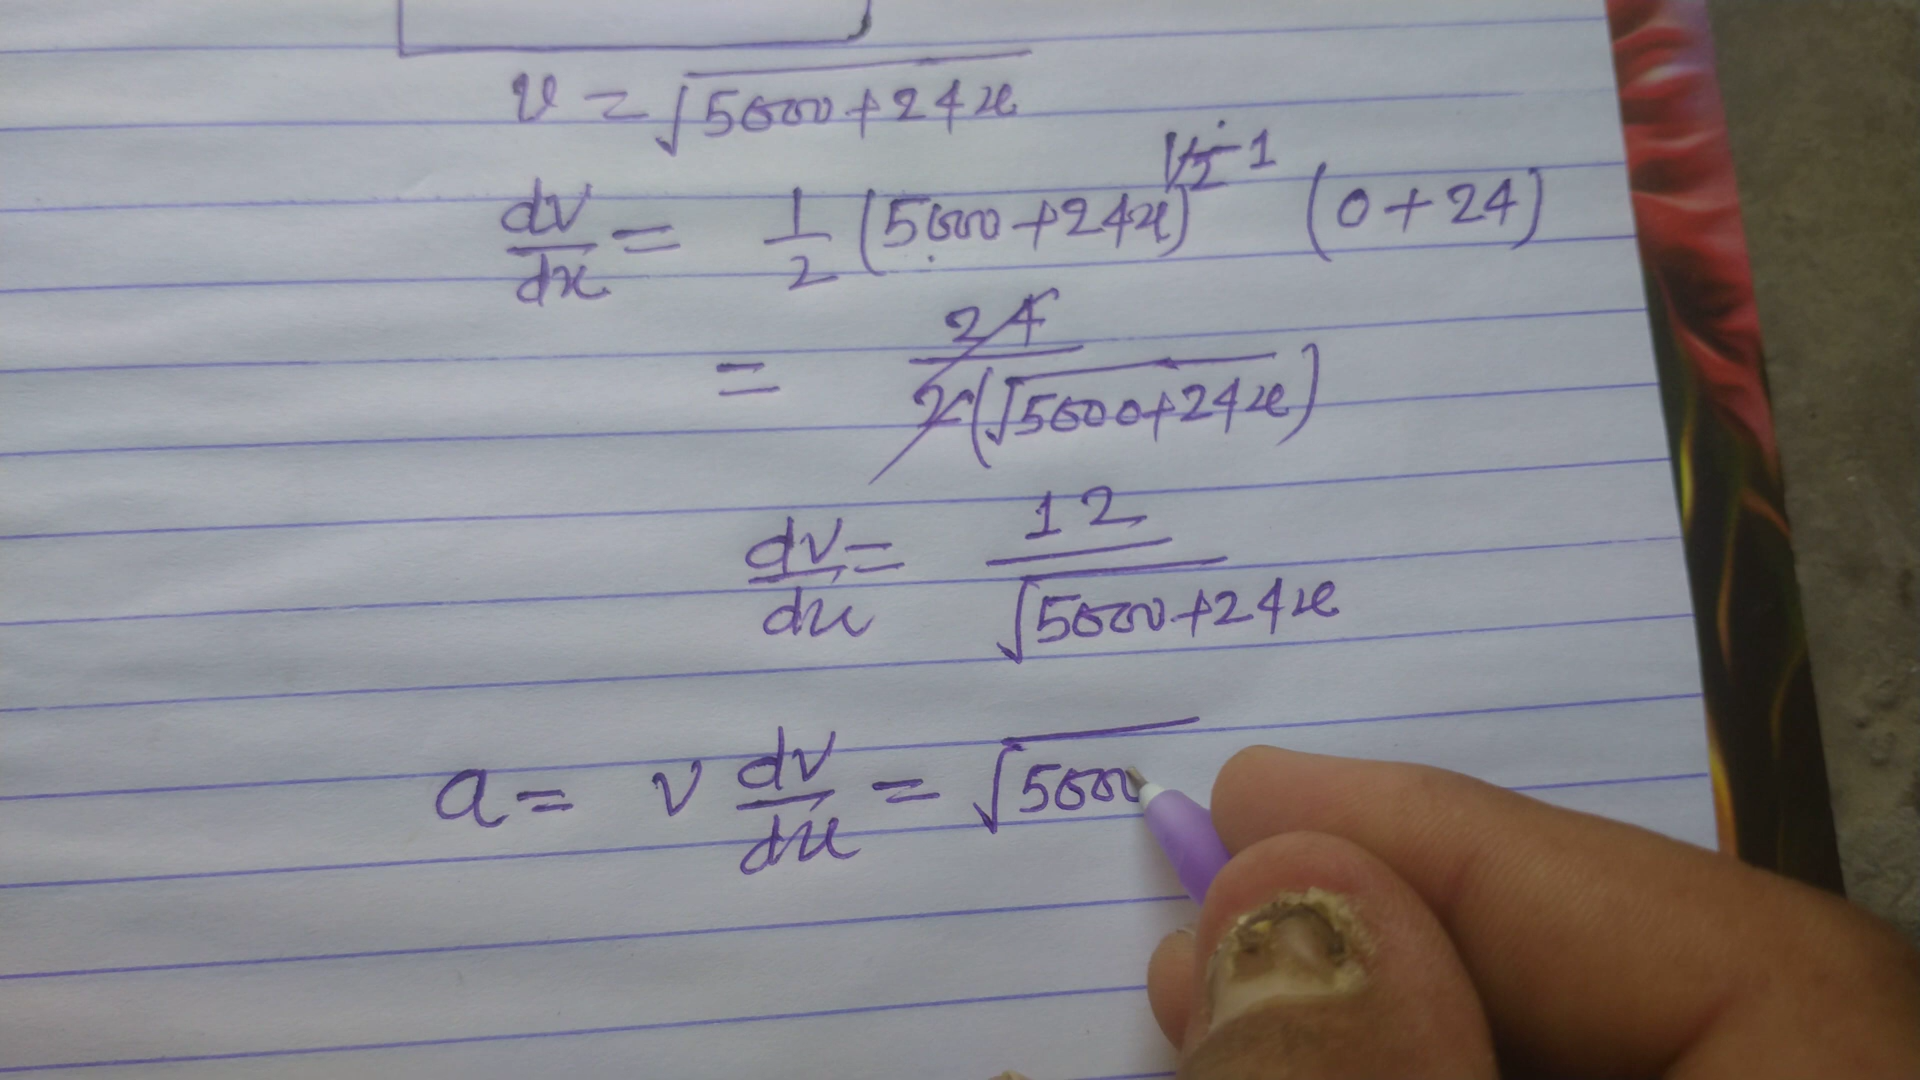 v = √5000+24x
dv/dx = 1/2 (5000+24x)^1/2-1 (0+24)
= 24/2(√5000+24x)
dv/dx = 12/√5000+24x
a = v dv/dx = √5000